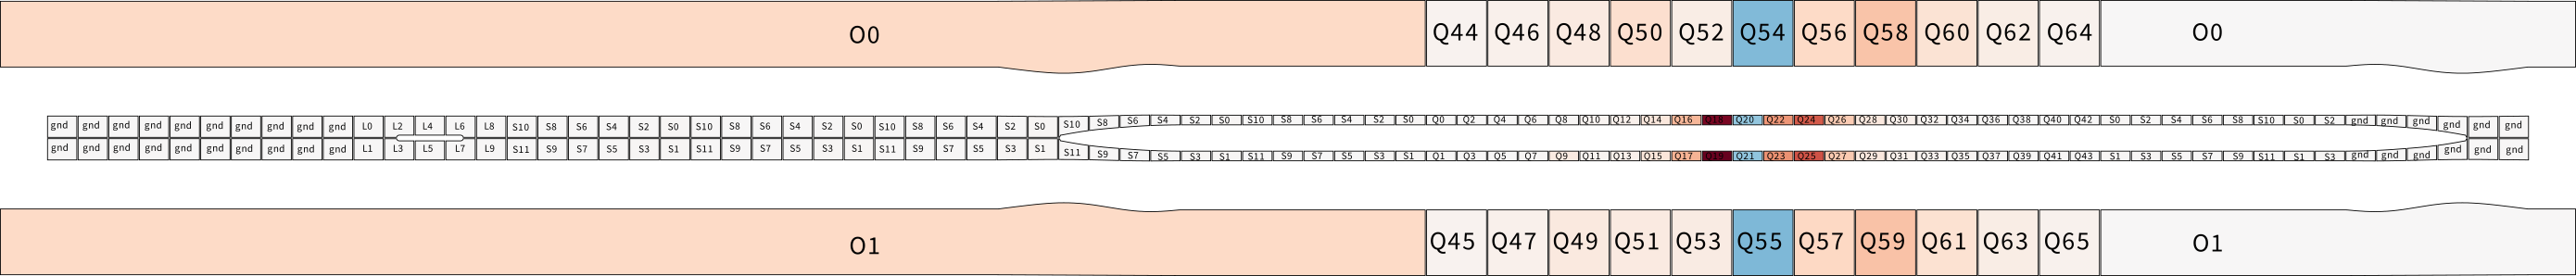 O0 Q44 Q46 Q48 Q50 Q52 Q54 Q56 Q58 Q60 Q62 Q64 O0
gnd gnd gnd gnd gnd gnd gnd gnd gnd gnd L0 L2 L4 L6 L8 S10 S8 S6 S4 S2 S0 S10 S8 S6 S4 S2 S0 S10 S8 S6 S4 S2 S0 S10 S8 S6 S4 S2 S0 S10 S8 S6 S4 S2 S0 Q0 Q2 Q4 Q6 Q8 Q10 Q12 Q14 Q16 Q18 Q20 Q22 Q24 Q26 Q28 Q30 Q32 Q34 Q36 Q38 Q40 Q42 S0 S2 S4 S6 S8 S10 S0 S2 gnd gnd gnd gnd gnd gnd
gnd gnd gnd gnd gnd gnd gnd gnd gnd gnd L1 L3 L5 L7 L9 S11 S9 S7 S5 S3 S1 S11 S9 S7 S5 S3 S1 S11 S9 S7 S5 S3 S1 S11 S9 S7 S5 S3 S1 S11 S9 S7 S5 S3 S1 Q1 Q3 Q5 Q7 Q9 Q11 Q13 Q15 Q17 Q19 Q21 Q23 Q25 Q27 Q29 Q31 Q33 Q35 Q37 Q39 Q41 Q43 S1 S3 S5 S7 S9 S11 S1 S3 gnd gnd gnd gnd gnd gnd
O1 Q45 Q47 Q49 Q51 Q53 Q55 Q57 Q59 Q61 Q63 Q65 O1